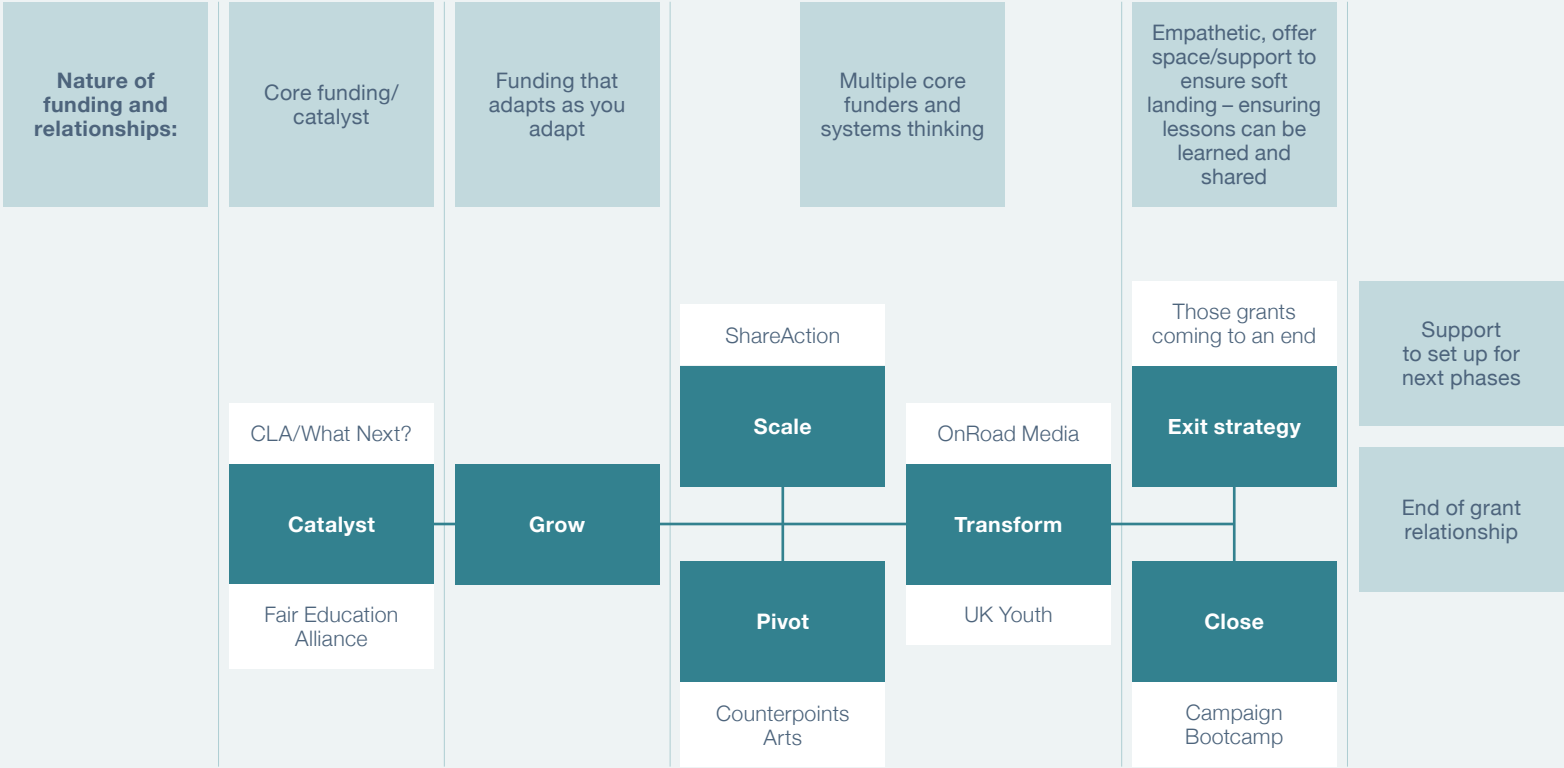 Nature of
funding and
relationships:
Core funding/
catalyst
Funding that
adapts as you
adapt
Multiple core
funders and
systems thinking
Empathetic, offer
space/support to
ensure soft
landing – ensuring
lessons can be
learned and
shared
CLA/What Next?
Catalyst
Fair Education
Alliance
Grow
ShareAction
Scale
Pivot
Counterpoints
Arts
OnRoad Media
Transform
UK Youth
Those grants
coming to an end
Exit strategy
Close
Campaign
Bootcamp
Support
to set up for
next phases
End of grant
relationship